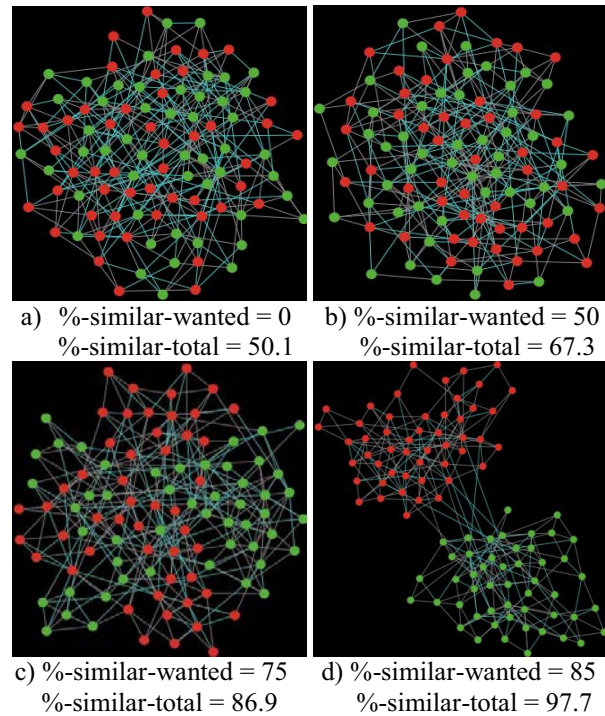 a) %-similar-wanted = 0
%-similar-total = 50.1
b) %-similar-wanted = 50
%-similar-total = 67.3
c) %-similar-wanted = 75
%-similar-total = 86.9
d) %-similar-wanted = 85
%-similar-total = 97.7